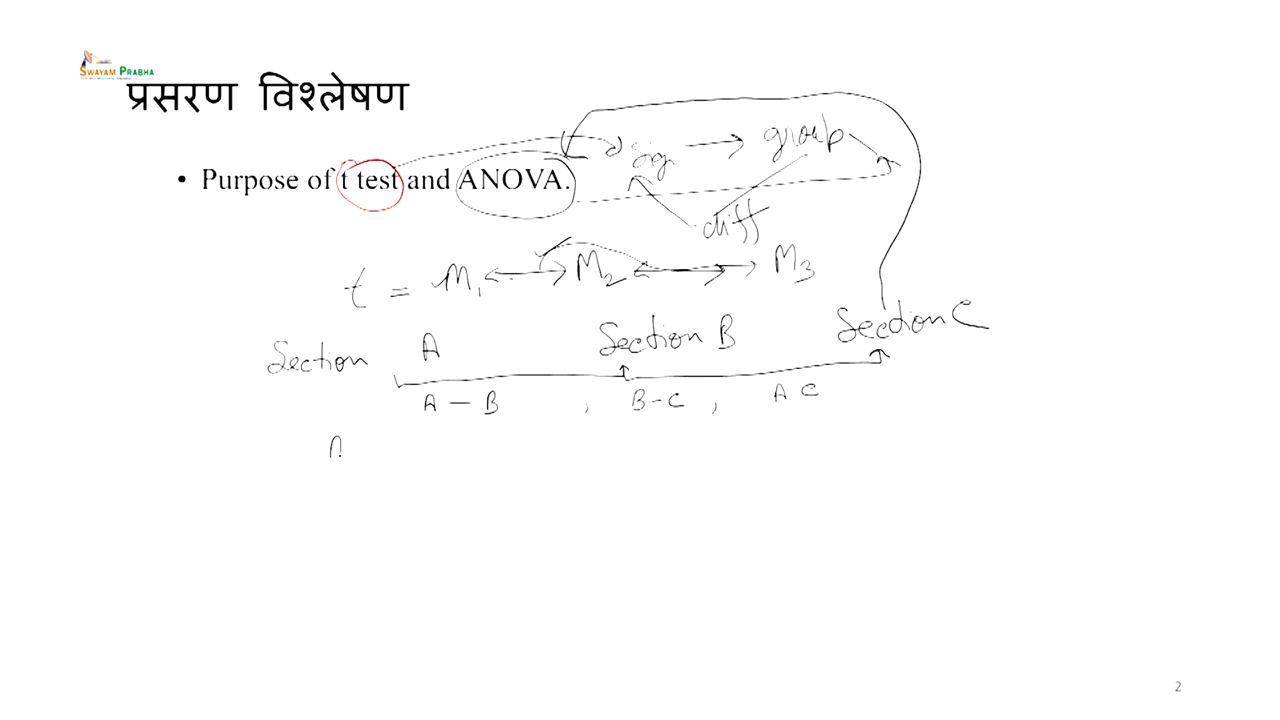 SWAYAM PRABHA
प्रसरण विश्लेषण
• Purpose of t test and ANOVA.
sig → group
diff
t = M₁ ↔ M₂ ↔ M₃
Section A Section B Section C
A – B , B - C , A C
2